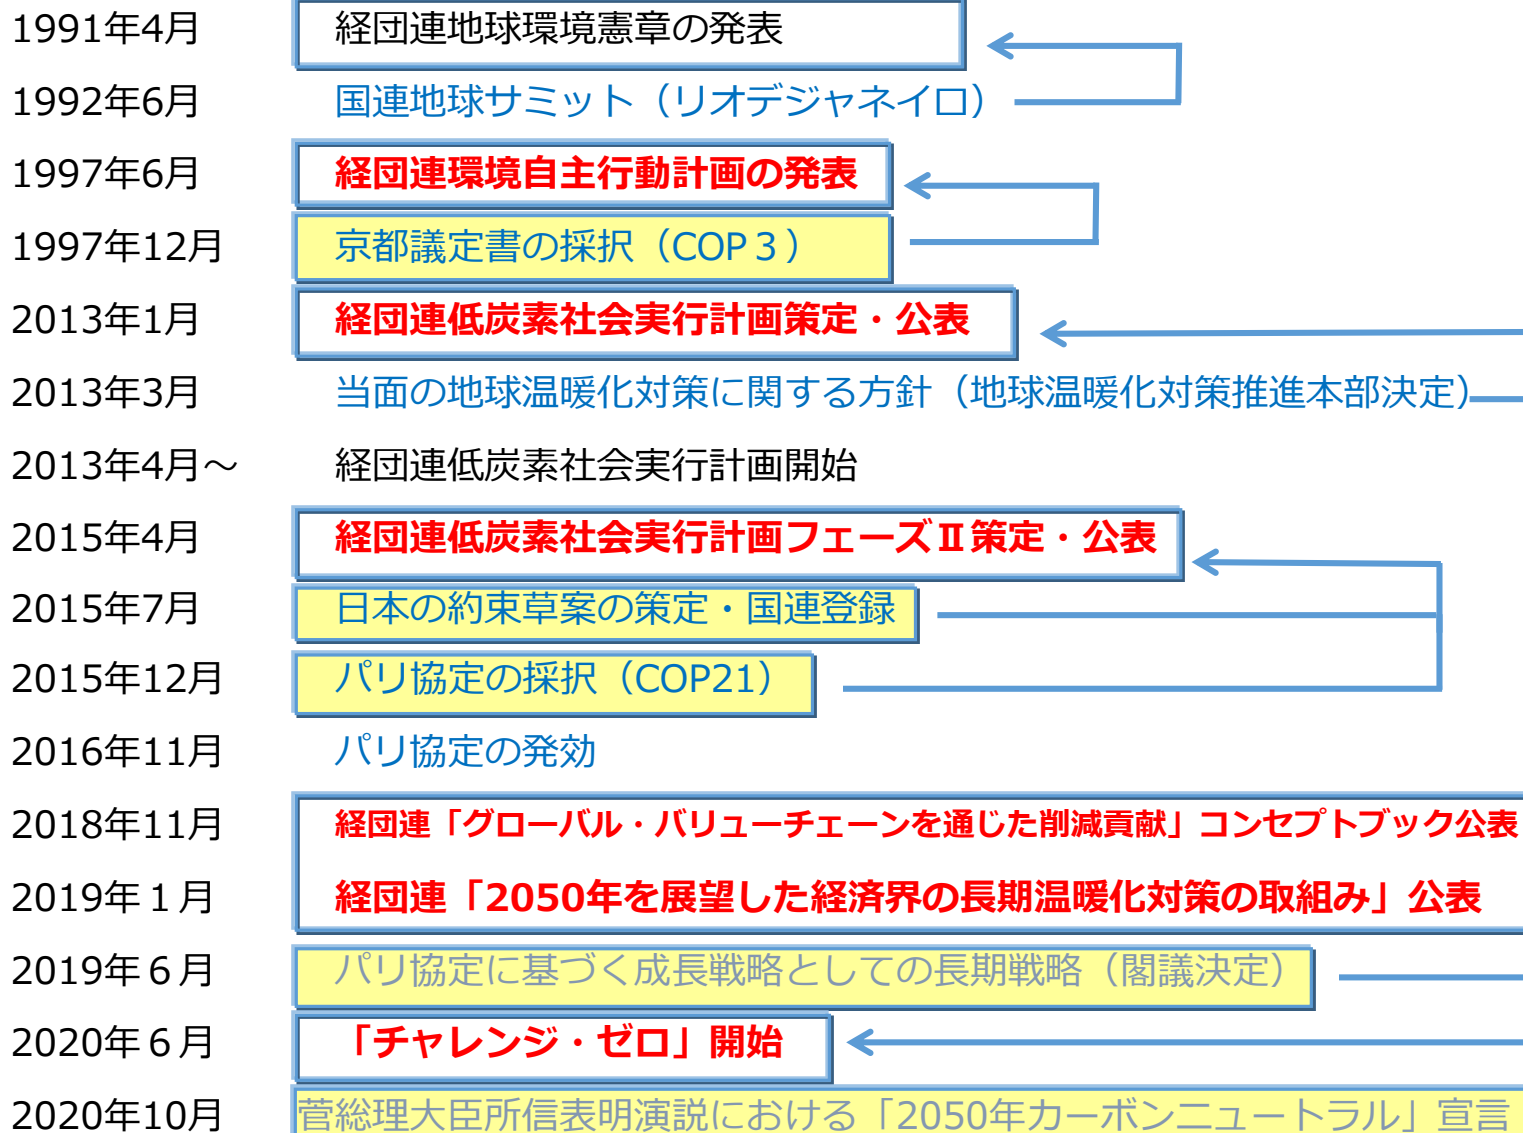 1991年4月 経団連地球環境憲章の発表
1992年6月 国連地球サミット（リオデジャネイロ）
1997年6月 経団連環境自主行動計画の発表
1997年12月 京都議定書の採択（COP３）
2013年1月 経団連低炭素社会実行計画策定・公表
2013年3月 当面の地球温暖化対策に関する方針（地球温暖化対策推進本部決定）
2013年4月～ 経団連低炭素社会実行計画開始
2015年4月 経団連低炭素社会実行計画フェーズⅡ策定・公表
2015年7月 日本の約束草案の策定・国連登録
2015年12月 パリ協定の採択（COP21）
2016年11月 パリ協定の発効
2018年11月 経団連「グローバル・バリューチェーンを通じた削減貢献」コンセプトブック公表
2019年１月 経団連「2050年を展望した経済界の長期温暖化対策の取組み」公表
2019年６月 パリ協定に基づく成長戦略としての長期戦略（閣議決定）
2020年６月 「チャレンジ・ゼロ」開始
2020年10月 菅総理大臣所信表明演説における「2050年カーボンニュートラル」宣言